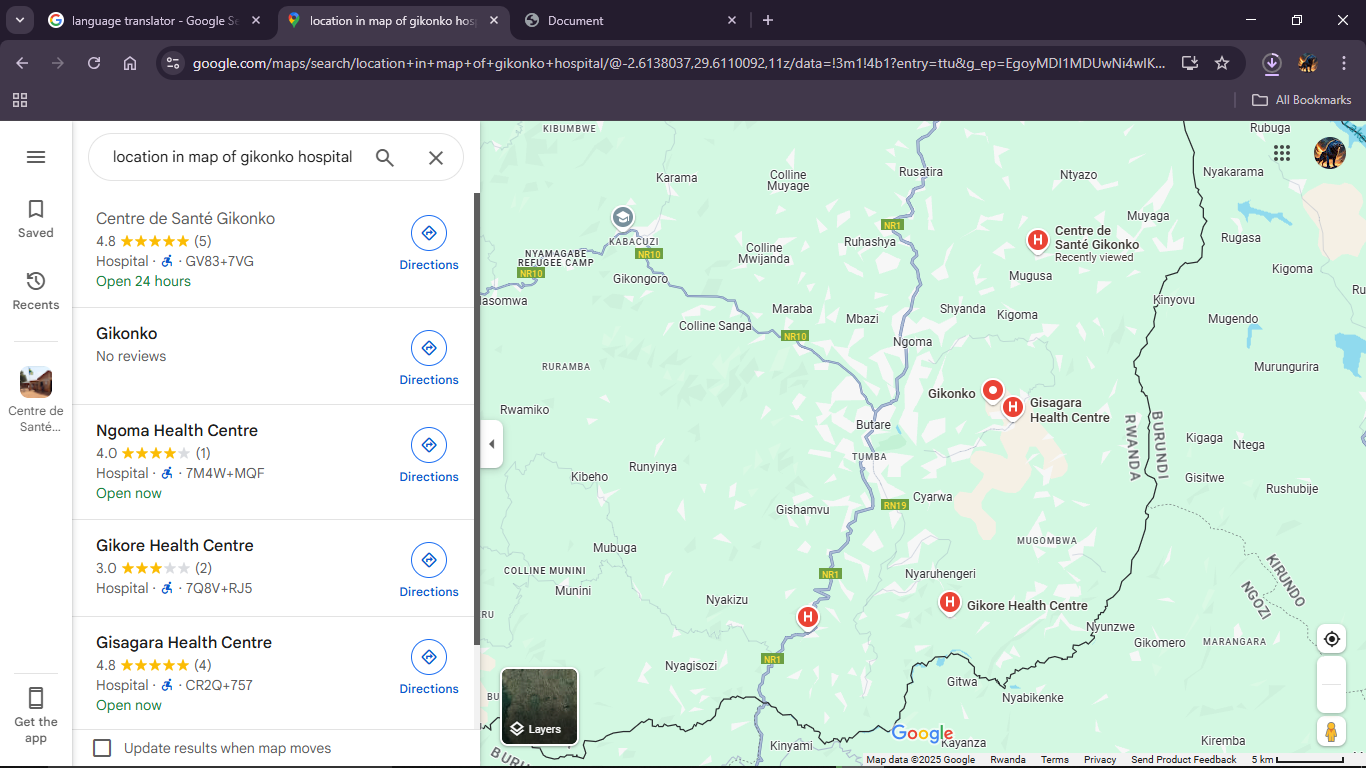 language translator - Google Se
location in map of gikonko hosp
Document
google.com/maps/search/location+in+map+of+gikonko+hospital/@-2.6138037,29.6110092,11z/data=!3m1!4b1?entry=ttu&g_ep=EgoyMDI1MDUwNi4wIK...
All Bookmarks
location in map of gikonko hospital
Saved
Recents
Centre de
Santé...
Get the
app
Centre de Santé Gikonko
4.8 (5)
Hospital · · GV83+7VG
Open 24 hours
Directions
Gikonko
No reviews
Directions
Ngoma Health Centre
4.0 (1)
Hospital · · 7M4W+MQF
Open now
Directions
Gikore Health Centre
3.0 (2)
Hospital · · 7Q8V+RJ5
Directions
Gisagara Health Centre
4.8 (4)
Hospital · · CR2Q+757
Open now
Directions
Update results when map moves
KIBUMBWE
Rubuga
Karama
Colline
Muyage
Rusatira
Ntyazo
Nyakarama
Muyaga
NR1
KABACUZI
Ruhashya
H
Centre de
Santé Gikonko
Recently viewed
Rugasa
NYAMAGABE
REFUGEE CAMP
NR10
Colline
Mwijanda
NR10
Gikongoro
Mugusa
Kigoma
Ru
Masomwa
Maraba
Mbazi
Shyanda
Kigoma
Kinyovu
Mugendo
Colline Sanga
NR10
Ngoma
RURAMBA
Murungurira
Gikonko
H
Gisagara
Health Centre
Rwamiko
Butare
RWANDA
BURUNDI
Kigaga
Ntega
TUMBA
Runyinya
Kibeho
Gisitwe
Rushubije
Cyarwa
RN19
Gishamvu
MUGOMBWA
Mubuga
COLLINE MUNINI
Munini
NR1
Nyaruhengeri
KIRUNDO
NGOZI
Nyakizu
H
Gikore Health Centre
RU
H
Nyunzwe
Gikomero
MARANGARA
NR1
Nyagisozi
Gitwa
Nyabikenke
BU
Layers
Google
Kayanza
Kinyami
Kiremba
BURU
Map data ©2025 Google
Rwanda
Terms
Privacy
Send Product Feedback
5 km